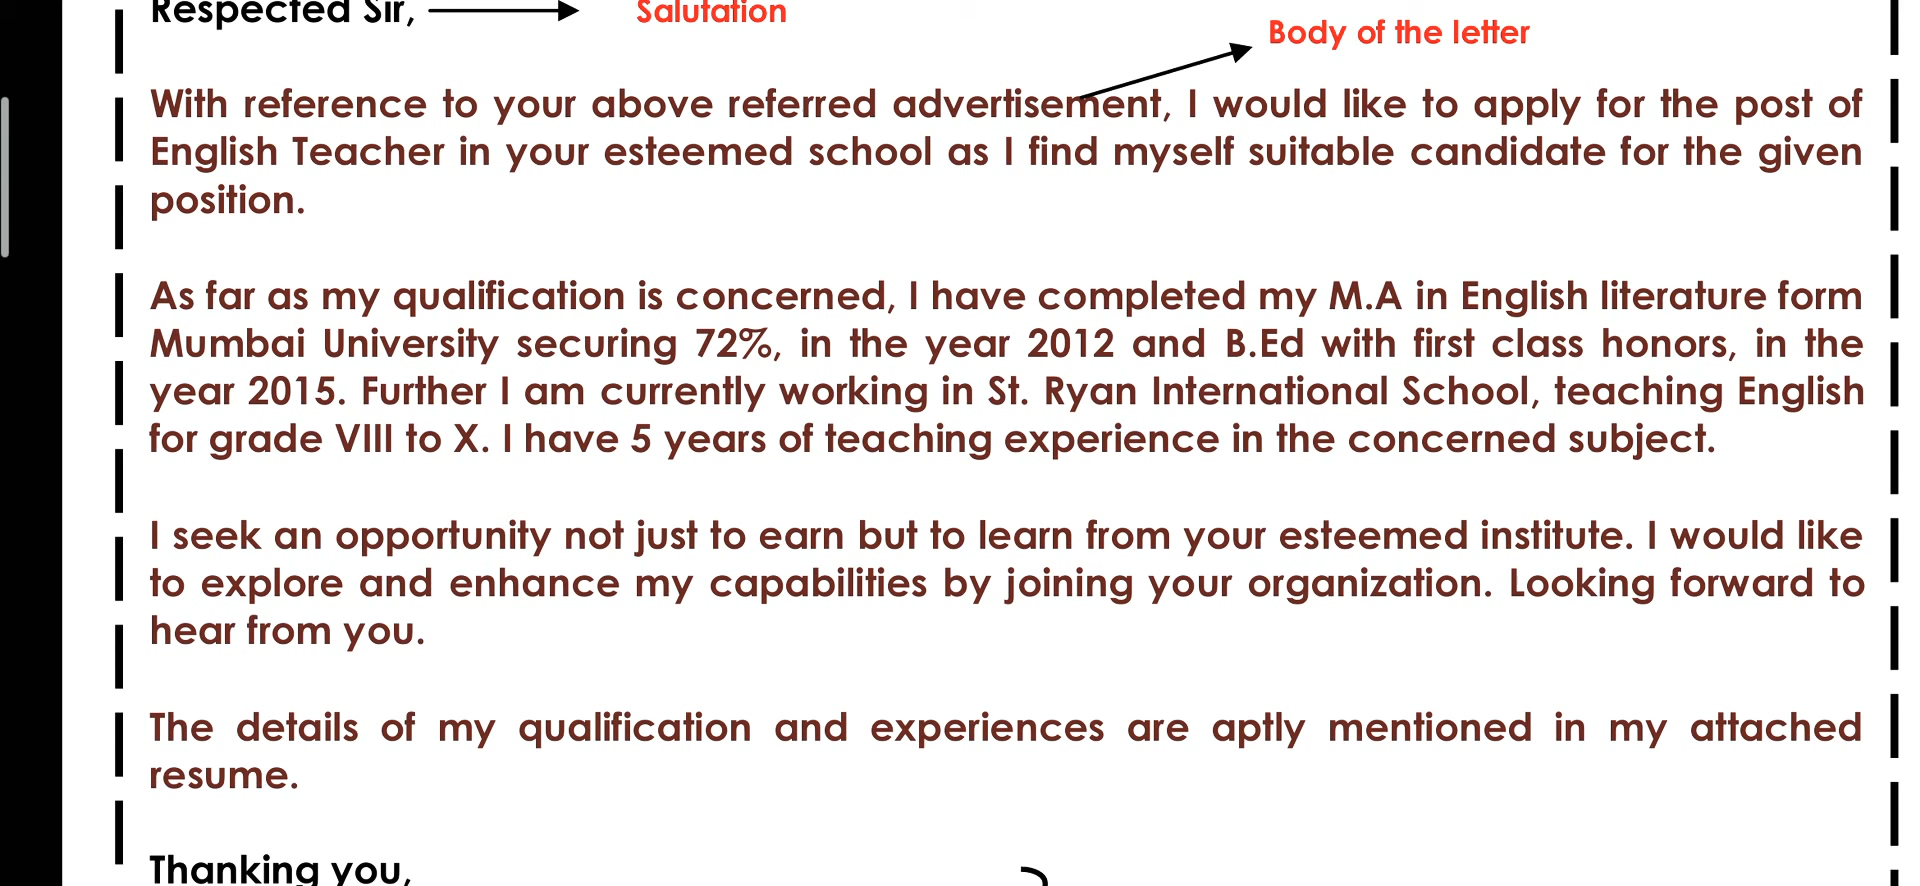 Respected Sir, Salutation
Body of the letter
With reference to your above referred advertisement, I would like to apply for the post of
English Teacher in your esteemed school as I find myself suitable candidate for the given
position.
As far as my qualification is concerned, I have completed my M.A in English literature form
Mumbai University securing 72%, in the year 2012 and B.Ed with first class honors, in the
year 2015. Further I am currently working in St. Ryan International School, teaching English
for grade VIII to X. I have 5 years of teaching experience in the concerned subject.
I seek an opportunity not just to earn but to learn from your esteemed institute. I would like
to explore and enhance my capabilities by joining your organization. Looking forward to
hear from you.
The details of my qualification and experiences are aptly mentioned in my attached
resume.
Thanking you,